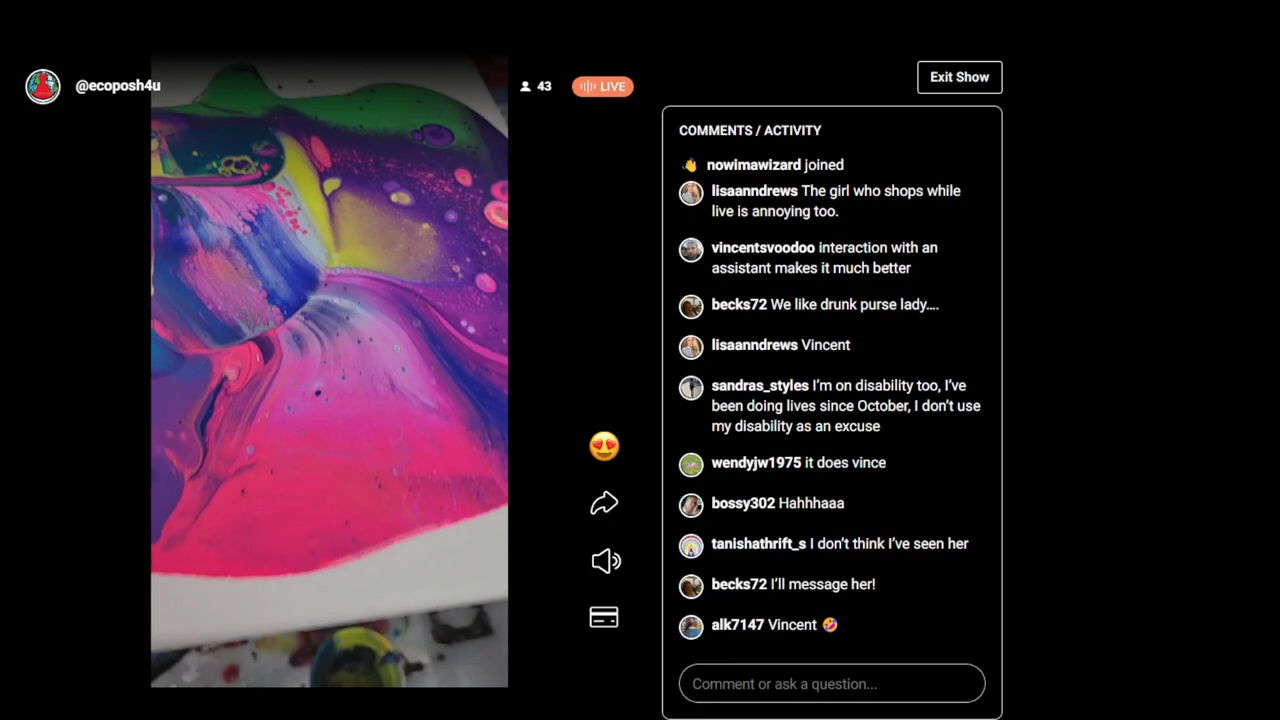 @ecoposh4u
43
LIVE
Exit Show
COMMENTS / ACTIVITY
👋 nowimawizard joined
lisaanndrews The girl who shops while
live is annoying too.
vincentsvoodoo interaction with an
assistant makes it much better
becks72 We like drunk purse lady....
lisaanndrews Vincent
sandras_styles I'm on disability too, I've
been doing lives since October, I don't use
my disability as an excuse
wendyjw1975 it does vince
bossy302 Hahhhaaa
tanishathrift_s I don't think I've seen her
becks72 I'll message her!
alk7147 Vincent 🤣
Comment or ask a question...